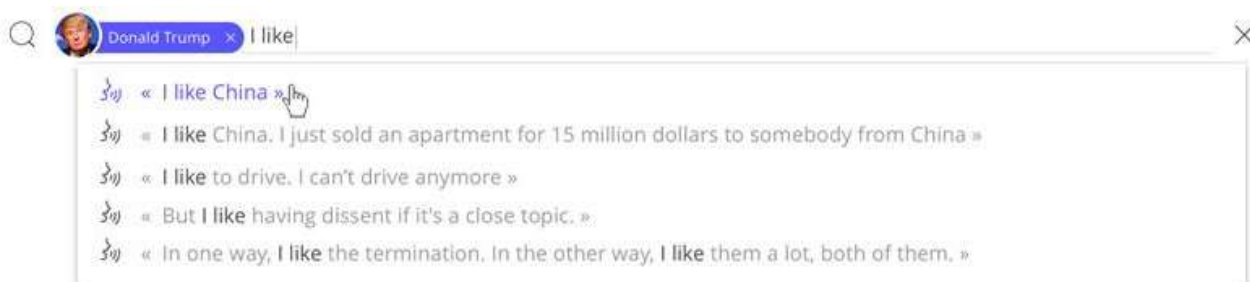 Donald Trump × I like
« I like China »
« I like China. I just sold an apartment for 15 million dollars to somebody from China »
« I like to drive. I can't drive anymore »
« But I like having dissent if it's a close topic. »
« In one way, I like the termination. In the other way, I like them a lot, both of them. »